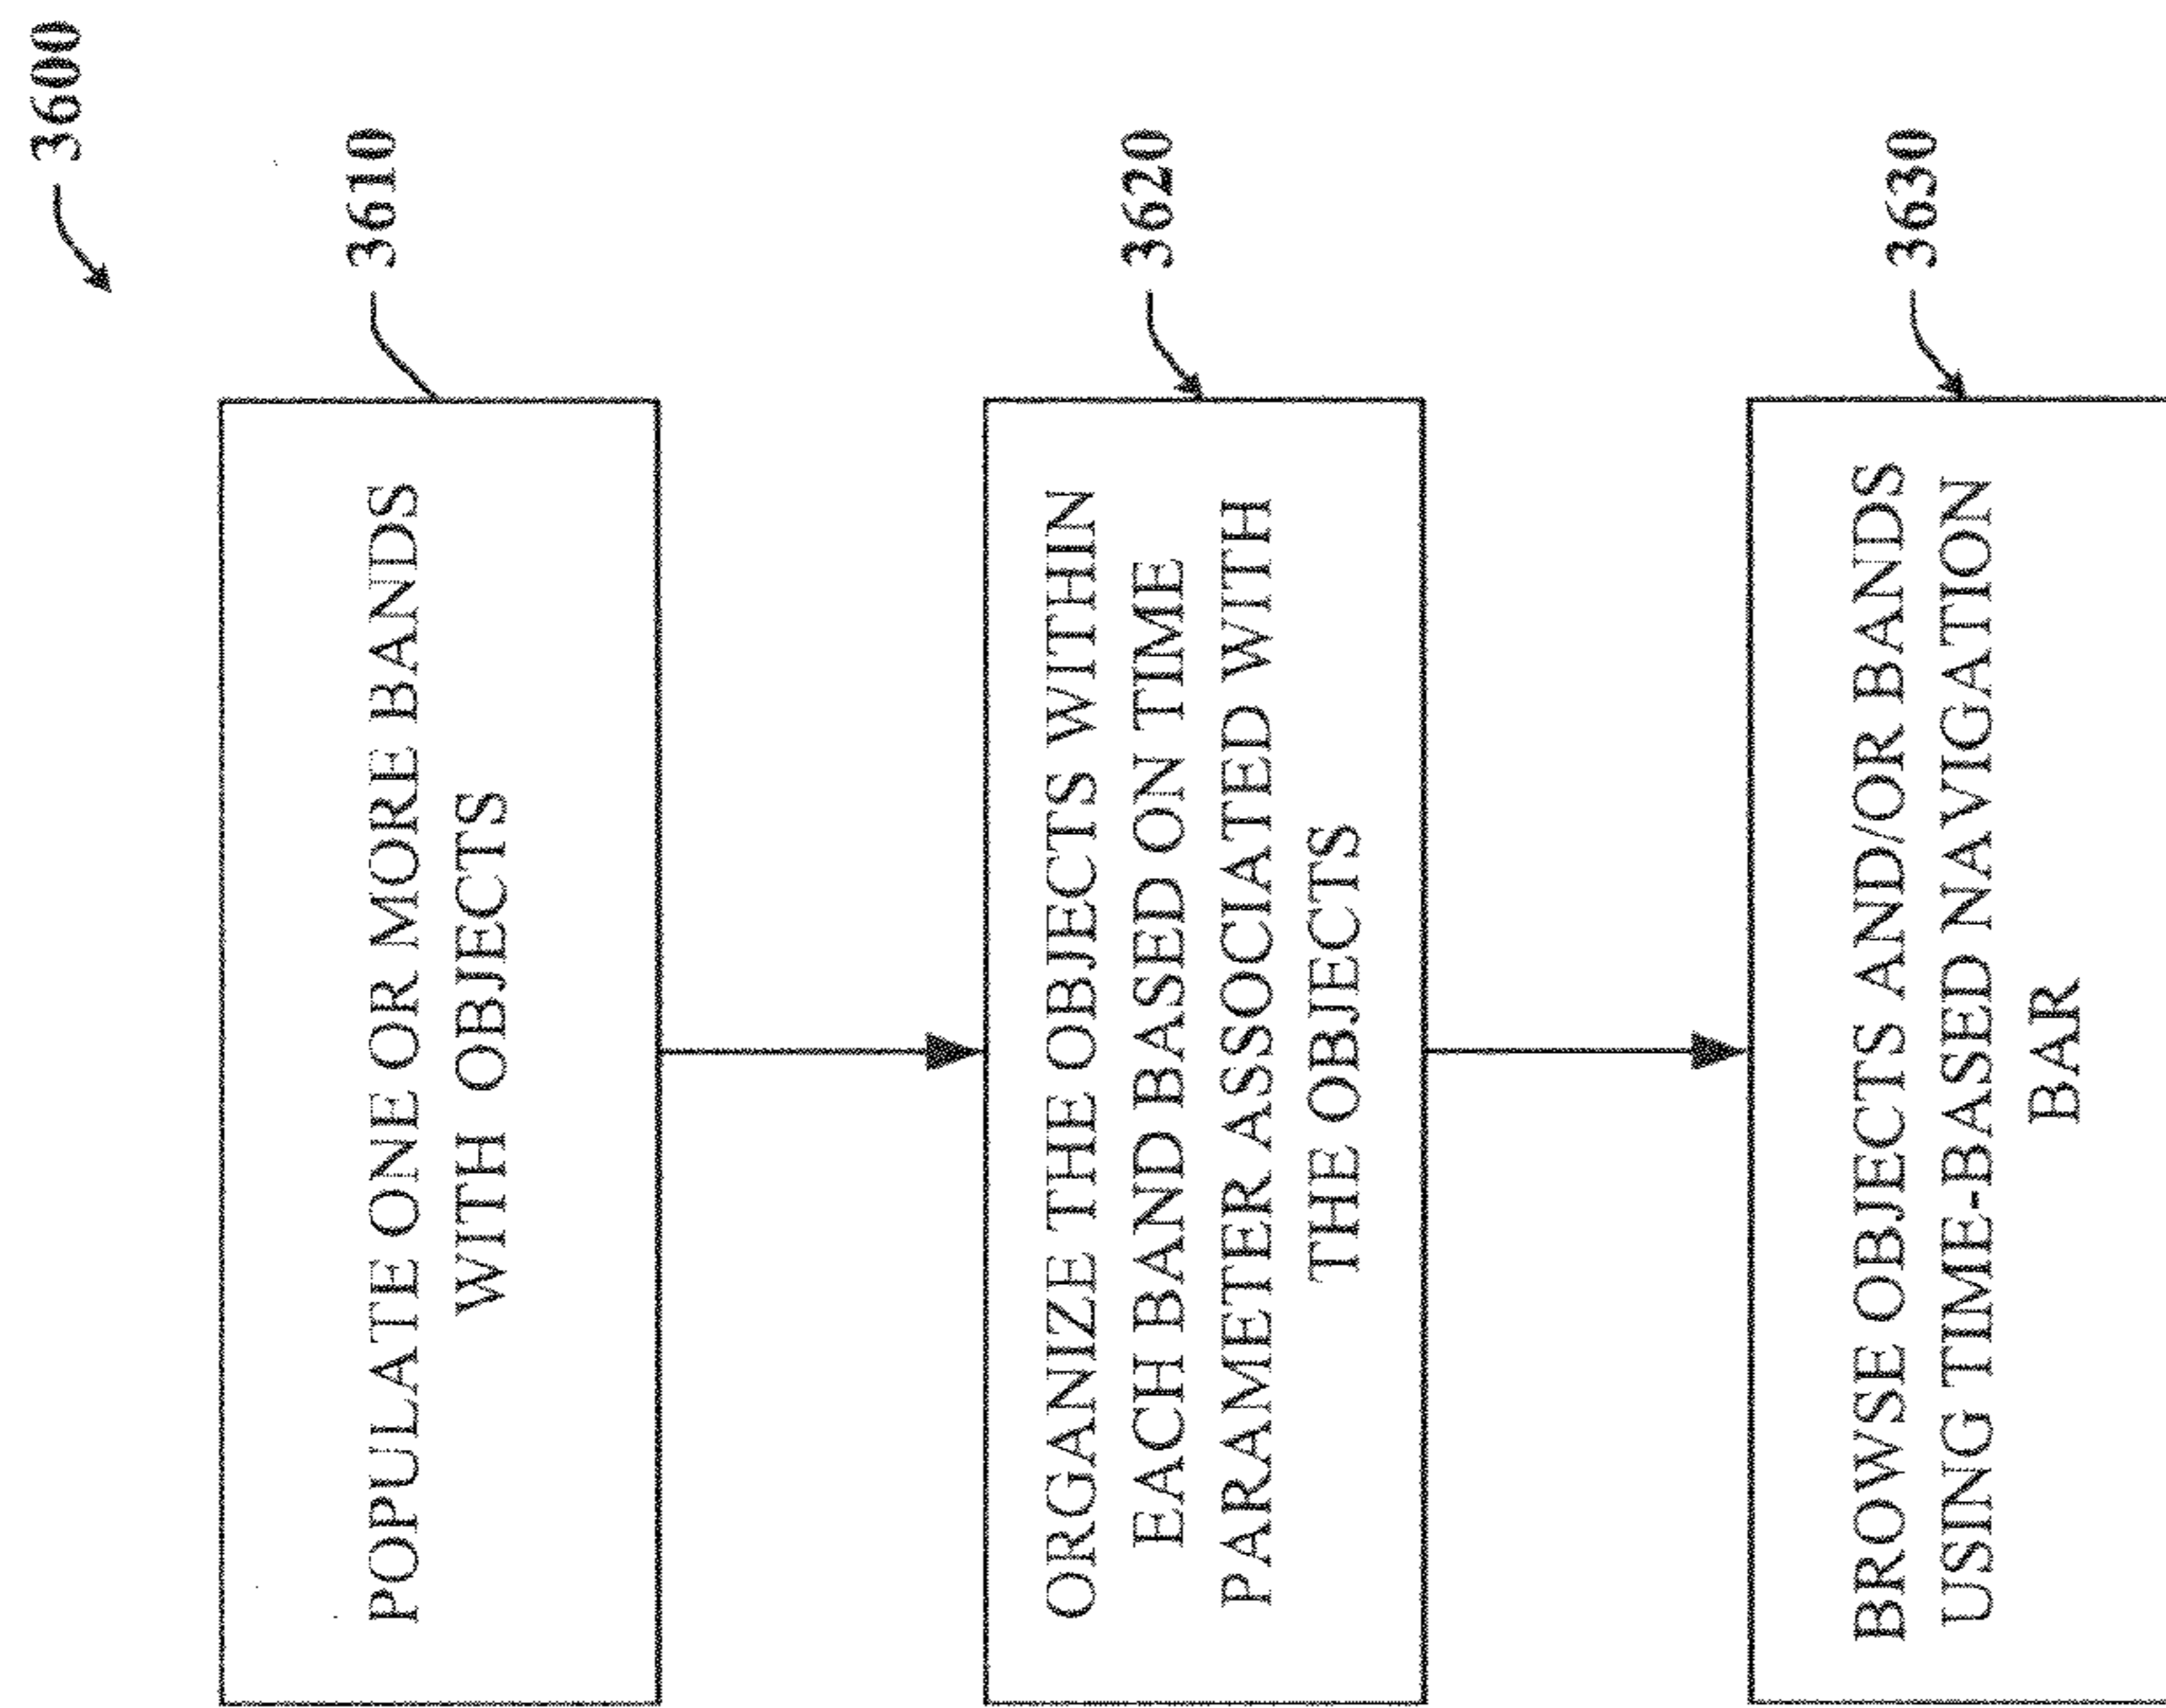 3600
POPULATE ONE OR MORE BANDS
WITH OBJECTS
3610
ORGANIZE THE OBJECTS WITHIN
EACH BAND BASED ON TIME
PARAMETER ASSOCIATED WITH
THE OBJECTS
3620
BROWSE OBJECTS AND/OR BANDS
USING TIME-BASED NAVIGATION
BAR
3630